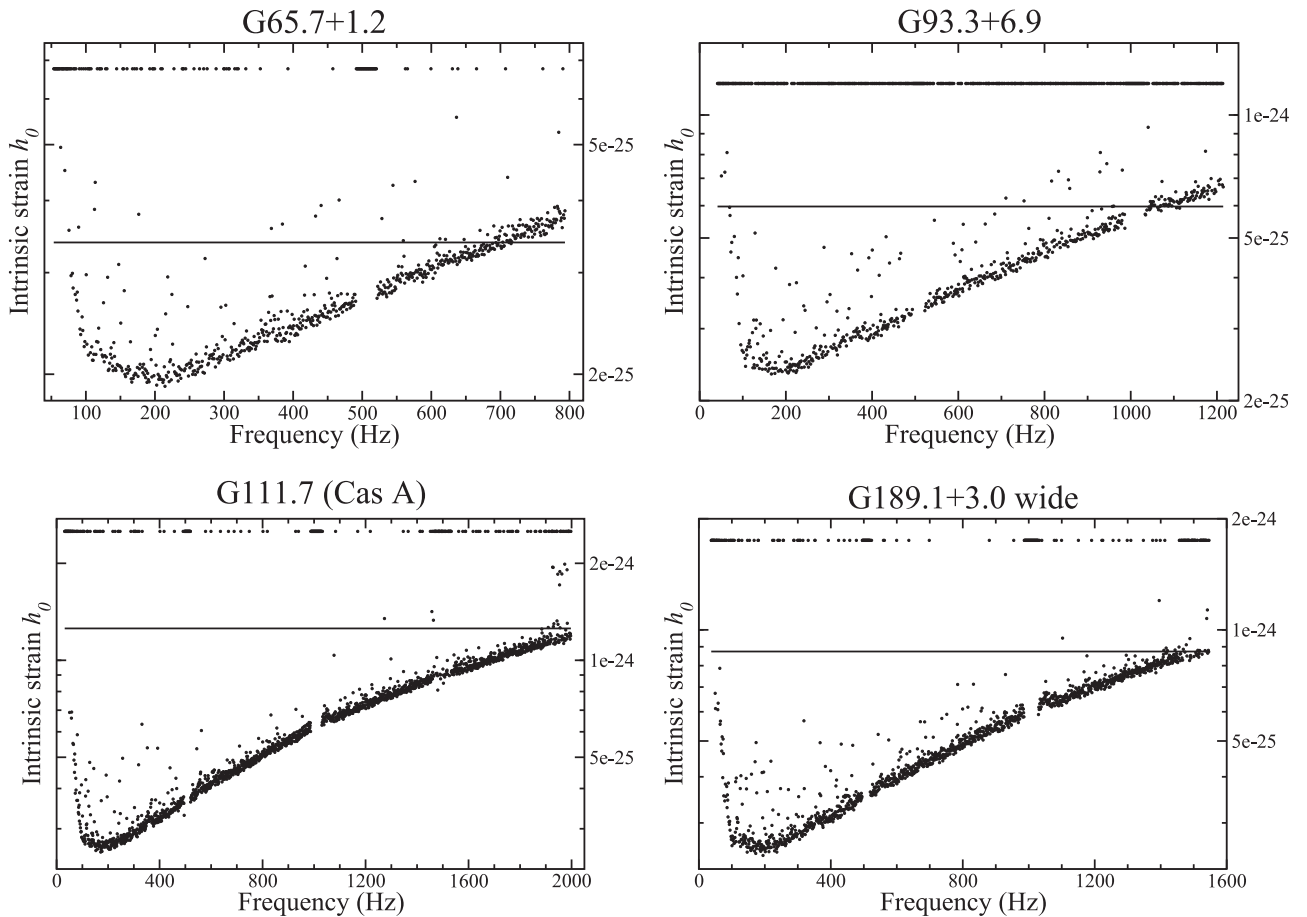 G65.7+1.2
Intrinsic strain h0
5e-25
2e-25
100 200 300 400 500 600 700 800
Frequency (Hz)
G93.3+6.9
Intrinsic strain h0
1e-24
5e-25
2e-25
0 200 400 600 800 1000 1200
Frequency (Hz)
G111.7 (Cas A)
Intrinsic strain h0
2e-24
1e-24
5e-25
0 400 800 1200 1600 2000
Frequency (Hz)
G189.1+3.0 wide
Intrinsic strain h0
2e-24
1e-24
5e-25
0 400 800 1200 1600
Frequency (Hz)